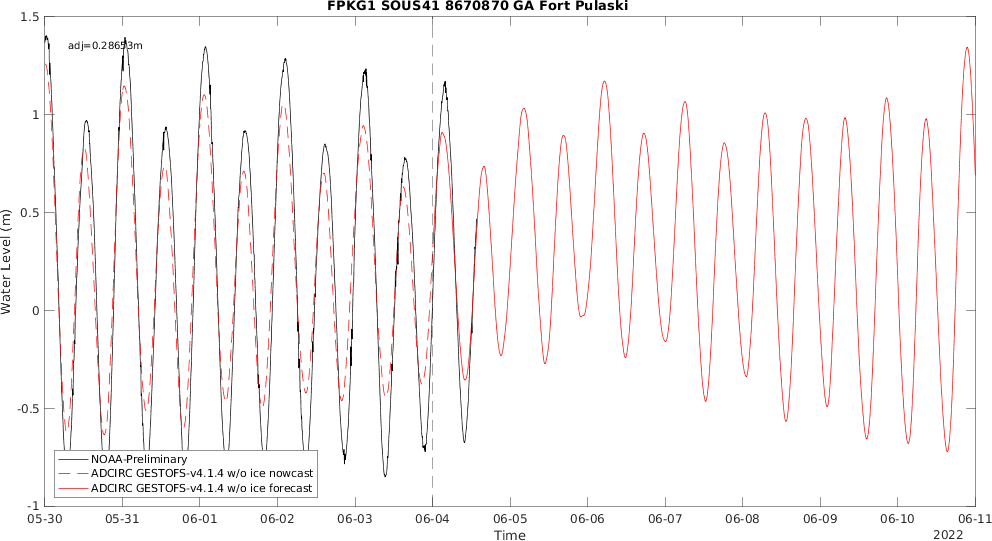 FPKG1 SOUS41 8670870 GA Fort Pulaski
adj=0.28653m
Water Level (m)
1.5
1
0.5
0
-0.5
-1
NOAA-Preliminary
ADCIRC GESTOFS-v4.1.4 w/o ice nowcast
ADCIRC GESTOFS-v4.1.4 w/o ice forecast
05-30 05-31 06-01 06-02 06-03 06-04 06-05 06-06 06-07 06-08 06-09 06-10 06-11
Time
2022